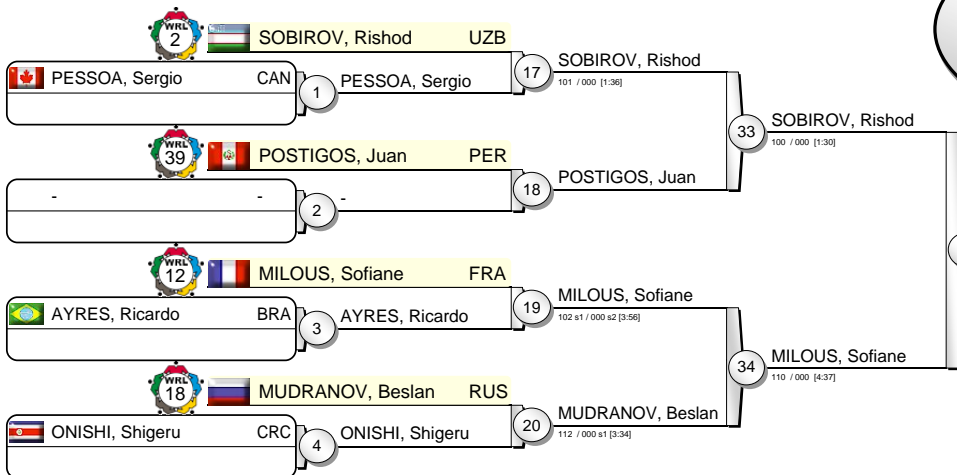 WRL
2
SOBIROV, Rishod UZB
PESSOA, Sergio CAN
1
PESSOA, Sergio
17
SOBIROV, Rishod
101 / 000 [1:36]
33
SOBIROV, Rishod
100 / 000 [1:30]
WRL
39
POSTIGOS, Juan PER
- -
2
-
18
POSTIGOS, Juan
WRL
12
MILOUS, Sofiane FRA
AYRES, Ricardo BRA
3
AYRES, Ricardo
19
MILOUS, Sofiane
102 s1 / 000 s2 [3:56]
34
MILOUS, Sofiane
110 / 000 [4:37]
WRL
18
MUDRANOV, Beslan RUS
ONISHI, Shigeru CRC
4
ONISHI, Shigeru
20
MUDRANOV, Beslan
112 / 000 s1 [3:34]